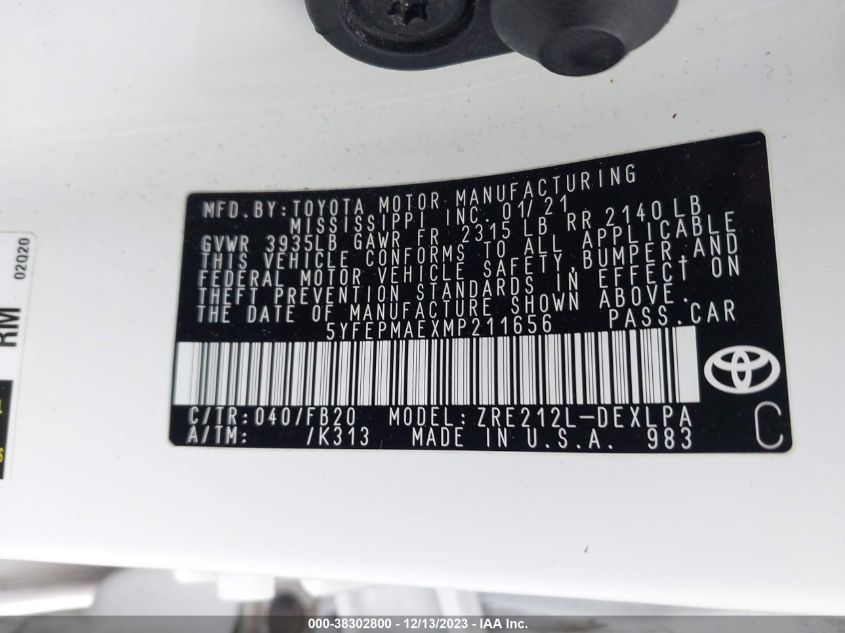 MFD. BY: TOYOTA MOTOR MANUFACTURING
MISSISSIPPI INC. 01/21
GVWR 3935LB GAWR FR 2315 LB RR 2140 LB
THIS VEHICLE CONFORMS TO ALL APPLICABLE
FEDERAL MOTOR VEHICLE SAFETY, BUMPER, AND
THEFT PREVENTION STANDARDS IN EFFECT ON
THE DATE OF MANUFACTURE SHOWN ABOVE.
5YFEPMAEXMP211656 PASS. CAR
C/TR: 040/FB20 MODEL: ZRE212L-DEXLPA
A/TM: /K313 MADE IN U.S.A. 983
C
02Q20
RM
000-38302800 - 12/13/2023 - IAA Inc.